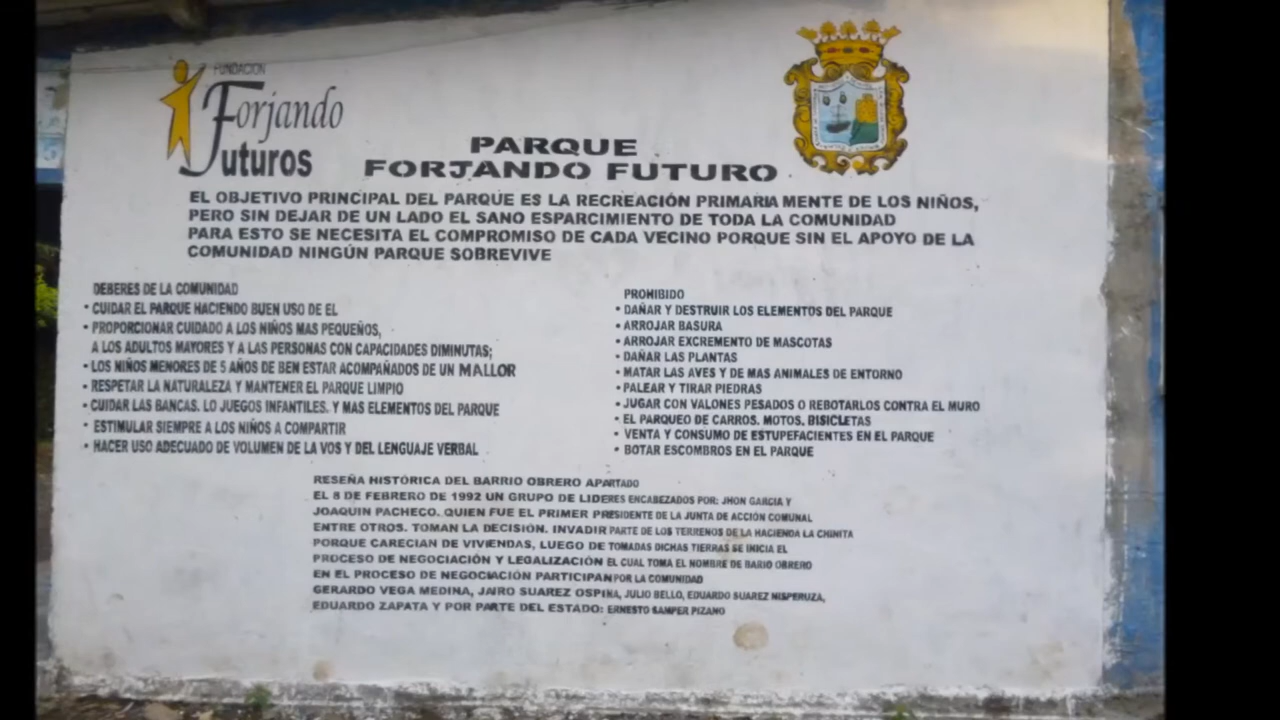 FUNDACION
Forjando
Futuros
PARQUE
FORJANDO FUTURO
EL OBJETIVO PRINCIPAL DEL PARQUE ES LA RECREACIÓN PRIMARIA MENTE DE LOS NIÑOS,
PERO SIN DEJAR DE UN LADO EL SANO ESPARCIMIENTO DE TODA LA COMUNIDAD
PARA ESTO SE NECESITA EL COMPROMISO DE CADA VECINO PORQUE SIN EL APOYO DE LA
COMUNIDAD NINGÚN PARQUE SOBREVIVE
DEBERES DE LA COMUNIDAD
• CUIDAR EL PARQUE HACIENDO BUEN USO DE EL
• PROPORCIONAR CUIDADO A LOS NIÑOS MAS PEQUEÑOS,
A LOS ADULTOS MAYORES Y A LAS PERSONAS CON CAPACIDADES DIMINUTAS;
• LOS NIÑOS MENORES DE 5 AÑOS DE BEN ESTAR ACOMPAÑADOS DE UN MALLOR
• RESPETAR LA NATURALEZA Y MANTENER EL PARQUE LIMPIO
• CUIDAR LAS BANCAS. LO JUEGOS INFANTILES. Y MAS ELEMENTOS DEL PARQUE
• ESTIMULAR SIEMPRE A LOS NIÑOS A COMPARTIR
• HACER USO ADECUADO DE VOLUMEN DE LA VOS Y DEL LENGUAJE VERBAL
PROHIBIDO
• DAÑAR Y DESTRUIR LOS ELEMENTOS DEL PARQUE
• ARROJAR BASURA
• ARROJAR EXCREMENTO DE MASCOTAS
• DAÑAR LAS PLANTAS
• MATAR LAS AVES Y DE MAS ANIMALES DE ENTORNO
• PALEAR Y TIRAR PIEDRAS
• JUGAR CON VALONES PESADOS O REBOTARLOS CONTRA EL MURO
• EL PARQUEO DE CARROS. MOTOS. BISICLETAS
• VENTA Y CONSUMO DE ESTUPEFACIENTES EN EL PARQUE
• BOTAR ESCOMBROS EN EL PARQUE
RESEÑA HISTÓRICA DEL BARRIO OBRERO APARTADO
EL 8 DE FEBRERO DE 1992 UN GRUPO DE LIDERES ENCABEZADOS POR: JHON GARCIA Y
JOAQUIN PACHECO. QUIEN FUE EL PRIMER PRESIDENTE DE LA JUNTA DE ACCIÓN COMUNAL
ENTRE OTROS. TOMAN LA DECISIÓN. INVADIR PARTE DE LOS TERRENOS DE LA HACIENDA LA CHINITA
PORQUE CARECIAN DE VIVIENDAS, LUEGO DE TOMADAS DICHAS TIERRAS SE INICIA EL
PROCESO DE NEGOCIACIÓN Y LEGALIZACIÓN EL CUAL TOMA EL NOMBRE DE BARIO OBRERO
EN EL PROCESO DE NEGOCIACIÓN PARTICIPAN POR LA COMUNIDAD
GERARDO VEGA MEDINA, JAIRO SUAREZ OSPINA, JULIO BELLO, EDUARDO SUAREZ NISPERUZA,
EDUARDO ZAPATA Y POR PARTE DEL ESTADO: ERNESTO SAMPER PIZANO